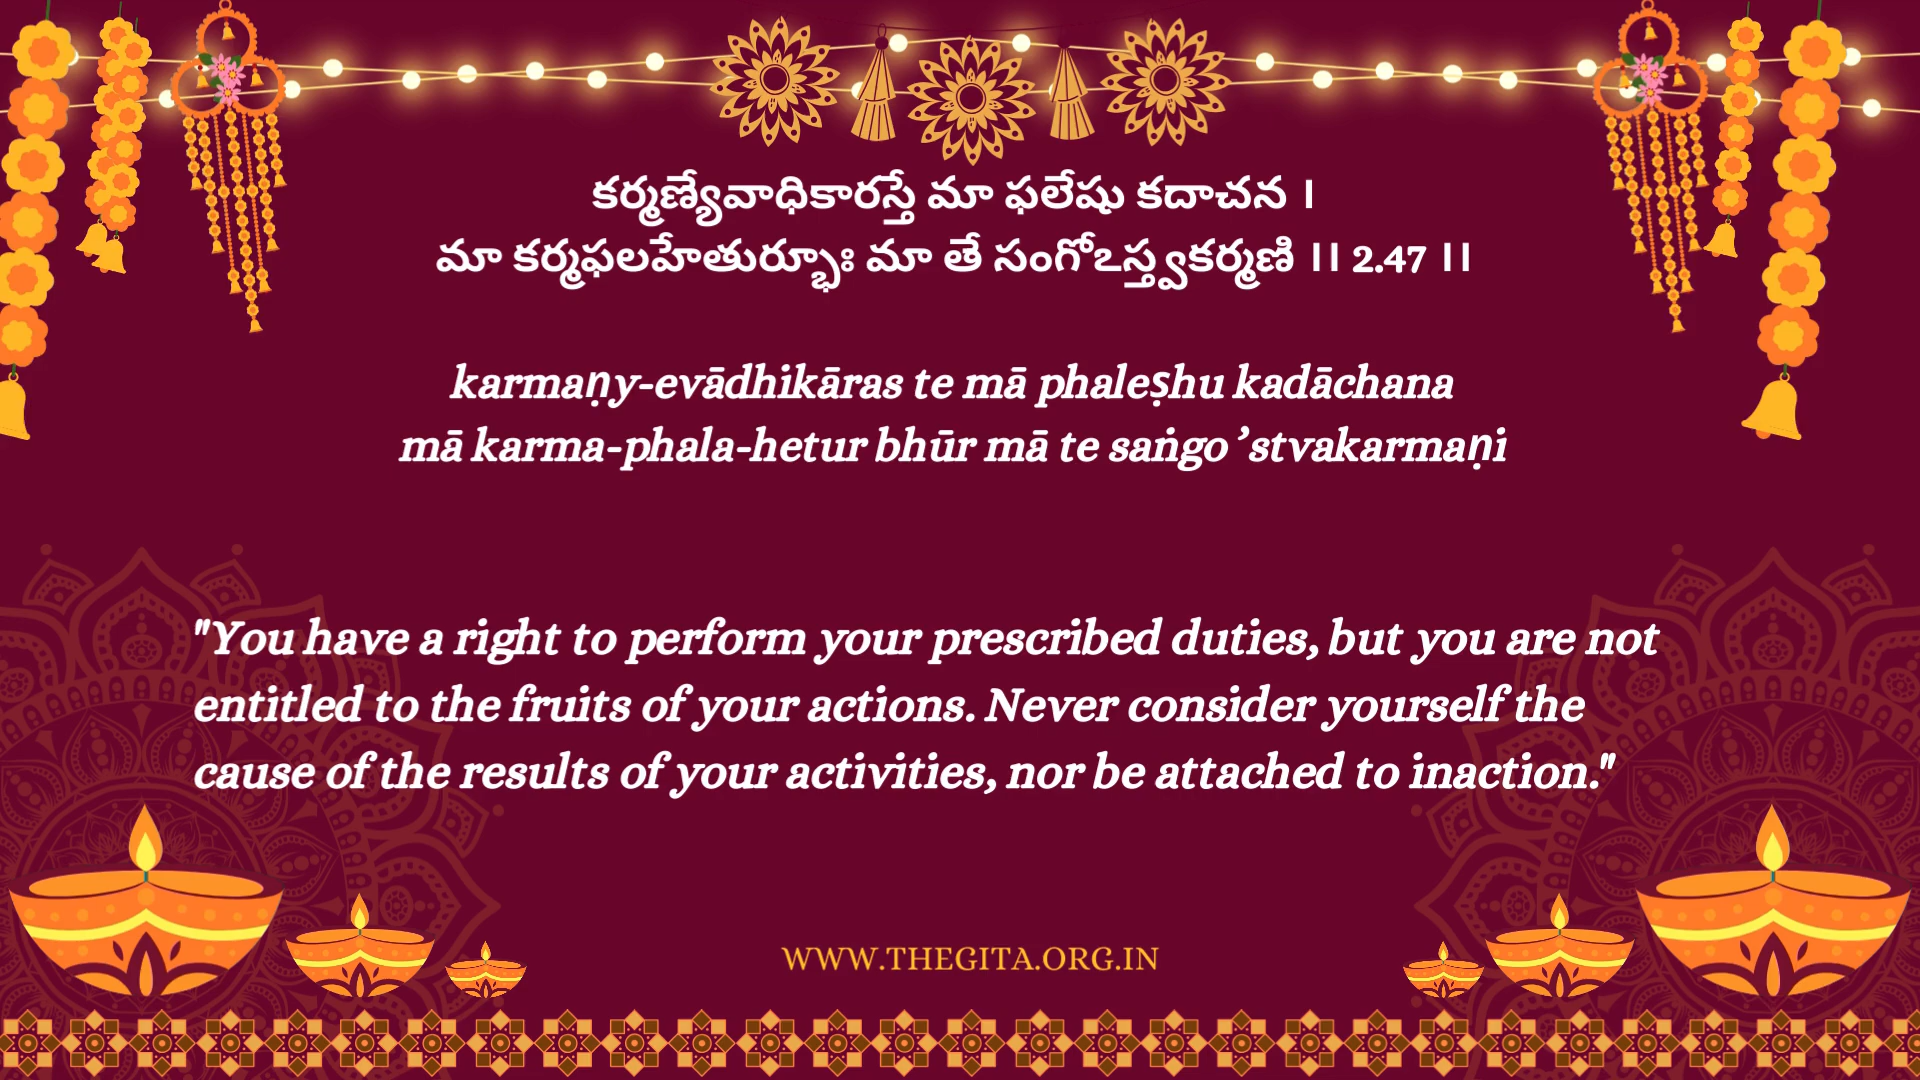 కర్మణ్యేవాధికారస్తే మా ఫలేషు కదాచన ।
మా కర్మఫలహేతుర్భూః మా తే సంగోఽస్త్వకర్మణి ।। 2.47 ।।
karmaṇy-evādhikāras te mā phaleṣhu kadāchana
mā karma-phala-hetur bhūr mā te saṅgo ’stvakarmaṇi
"You have a right to perform your prescribed duties, but you are not
entitled to the fruits of your actions. Never consider yourself the
cause of the results of your activities, nor be attached to inaction."
WWW.THEGITA.ORG.IN